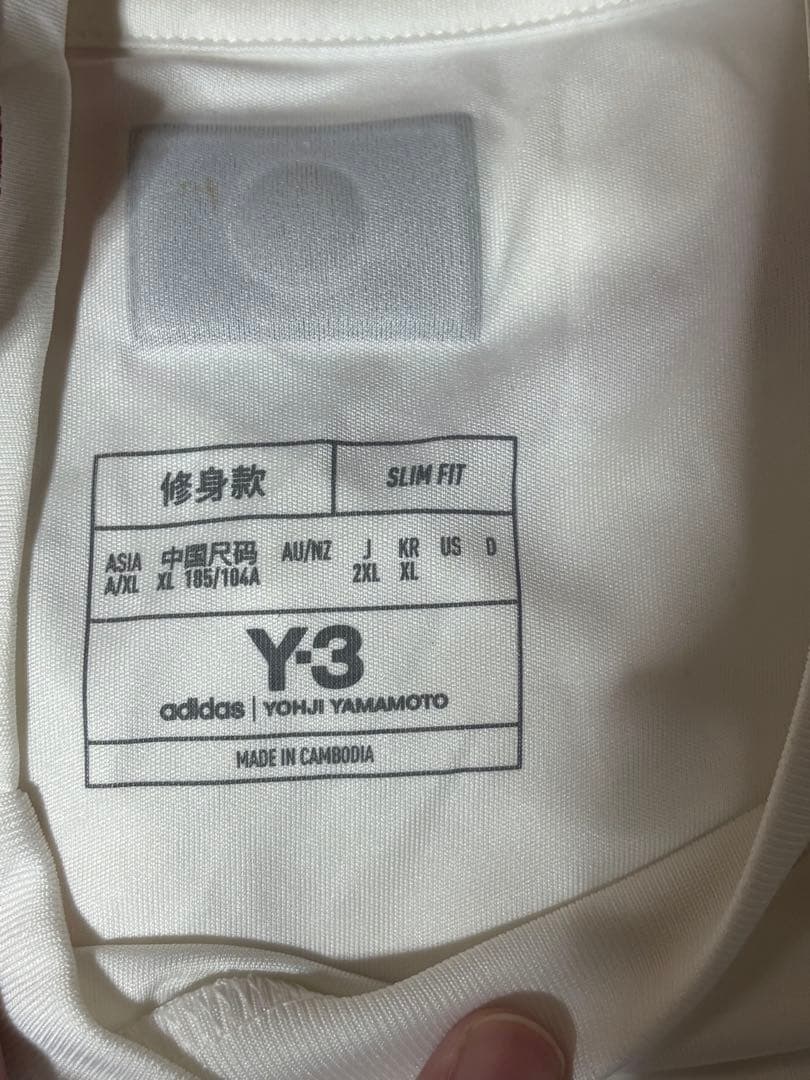 修身款 SLIM FIT
ASIA 中国尺码 AU/NZ J KR US D
A/XL XL 185/104A 2XL XL
Y-3
adidas | YOHJI YAMAMOTO
MADE IN CAMBODIA